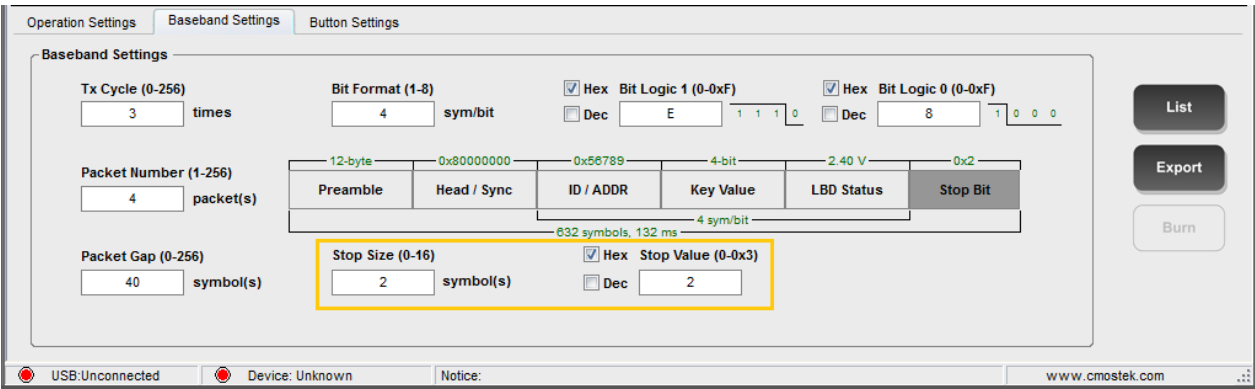 Operation Settings Baseband Settings Button Settings
Baseband Settings
Tx Cycle (0-256) Bit Format (1-8) Hex Bit Logic 1 (0-0xF) Hex Bit Logic 0 (0-0xF)
3 times 4 sym/bit Dec E 1 1 1 0 Dec 8 1 0 0 0
List
12-byte 0x80000000 0x56789 4-bit 2.40 V 0x2
Packet Number (1-256)
Preamble Head / Sync ID / ADDR Key Value LBD Status Stop Bit
Export
4 packet(s)
4 sym/bit
632 symbols, 132 ms
Burn
Packet Gap (0-256) Stop Size (0-16) Hex Stop Value (0-0x3)
40 symbol(s) 2 symbol(s) Dec 2
USB:Unconnected Device: Unknown Notice: www.cmostek.com